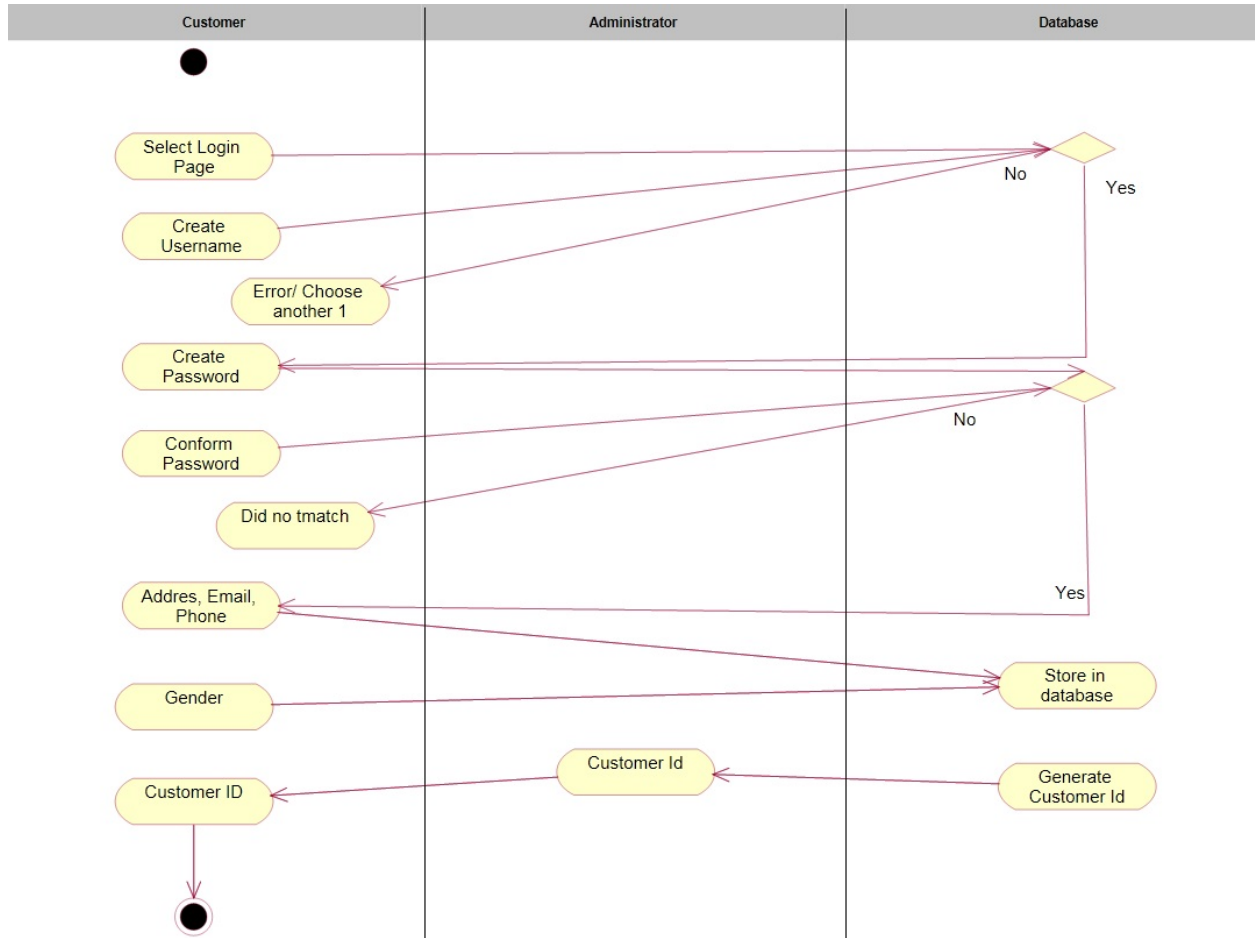 Customer
Administrator
Database
Select Login
Page
No
Yes
Create
Username
Error/ Choose
another 1
Create
Password
No
Conform
Password
Did no tmatch
Addres, Email,
Phone
Yes
Store in
database
Gender
Customer Id
Generate
Customer Id
Customer ID